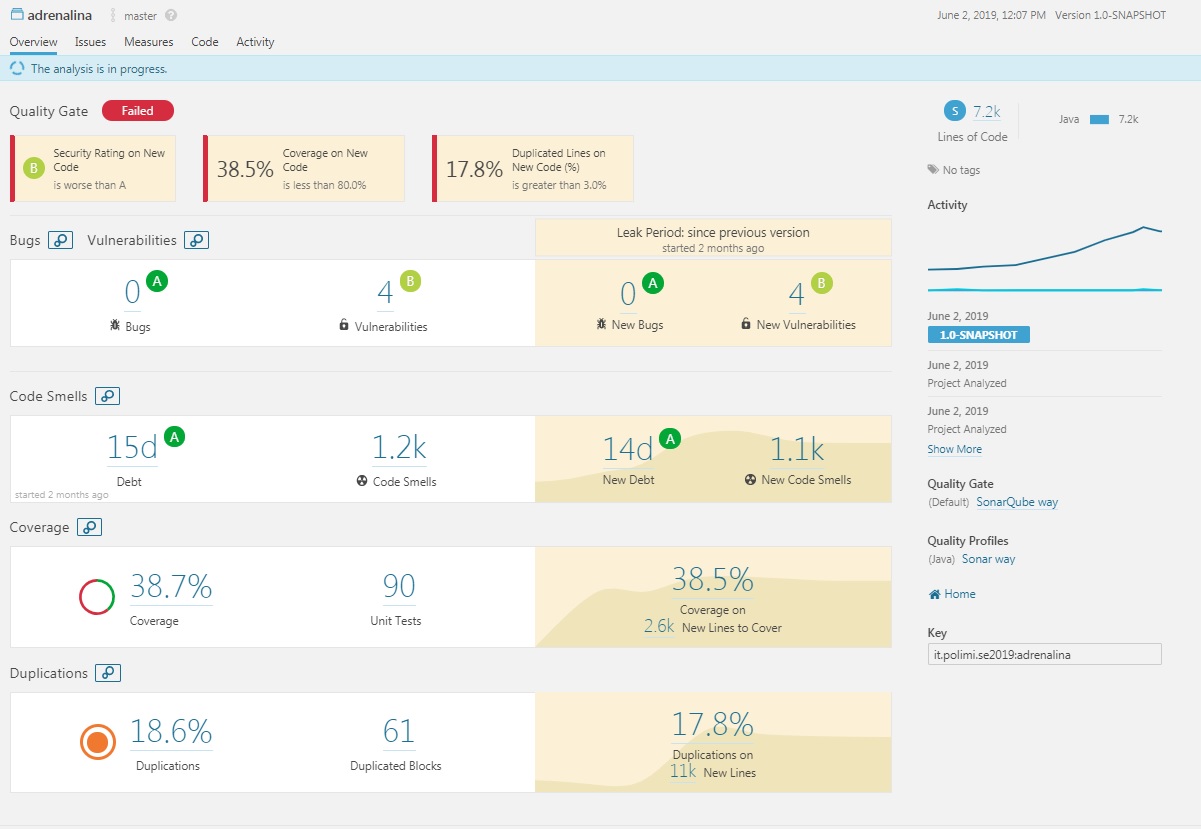 adrenalina master ?
June 2, 2019, 12:07 PM Version 1.0-SNAPSHOT
Overview Issues Measures Code Activity
The analysis is in progress.
Quality Gate Failed
B
Security Rating on New
Code
is worse than A
38.5%
Coverage on New
Code
is less than 80.0%
17.8%
Duplicated Lines on
New Code (%)
is greater than 3.0%
Bugs Vulnerabilities
Leak Period: since previous version
started 2 months ago
0 A
Bugs
4 B
Vulnerabilities
0 A
New Bugs
4 B
New Vulnerabilities
Code Smells
15d A
Debt
1.2k
Code Smells
started 2 months ago
14d A
New Debt
1.1k
New Code Smells
Coverage
38.7%
Coverage
90
Unit Tests
38.5%
Coverage on
2.6k New Lines to Cover
Duplications
18.6%
Duplications
61
Duplicated Blocks
17.8%
Duplications on
11k New Lines
S 7.2k
Lines of Code
Java 7.2k
No tags
Activity
June 2, 2019
1.0-SNAPSHOT
June 2, 2019
Project Analyzed
June 2, 2019
Project Analyzed
Show More
Quality Gate
(Default) SonarQube way
Quality Profiles
(Java) Sonar way
Home
Key
it.polimi.se2019:adrenalina